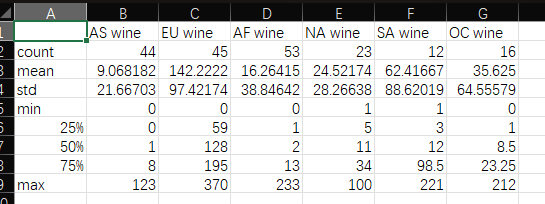 A B C D E F G
AS wine EU wine AF wine NA wine SA wine OC wine
2 count 44 45 53 23 12 16
3 mean 9.068182 142.2222 16.26415 24.52174 62.41667 35.625
4 std 21.66703 97.42174 38.84642 28.26638 88.62019 64.55579
5 min 0 0 0 1 1 0
6 25% 0 59 1 5 3 1
7 50% 1 128 2 11 12 8.5
8 75% 8 195 13 34 98.5 23.25
9 max 123 370 233 100 221 212